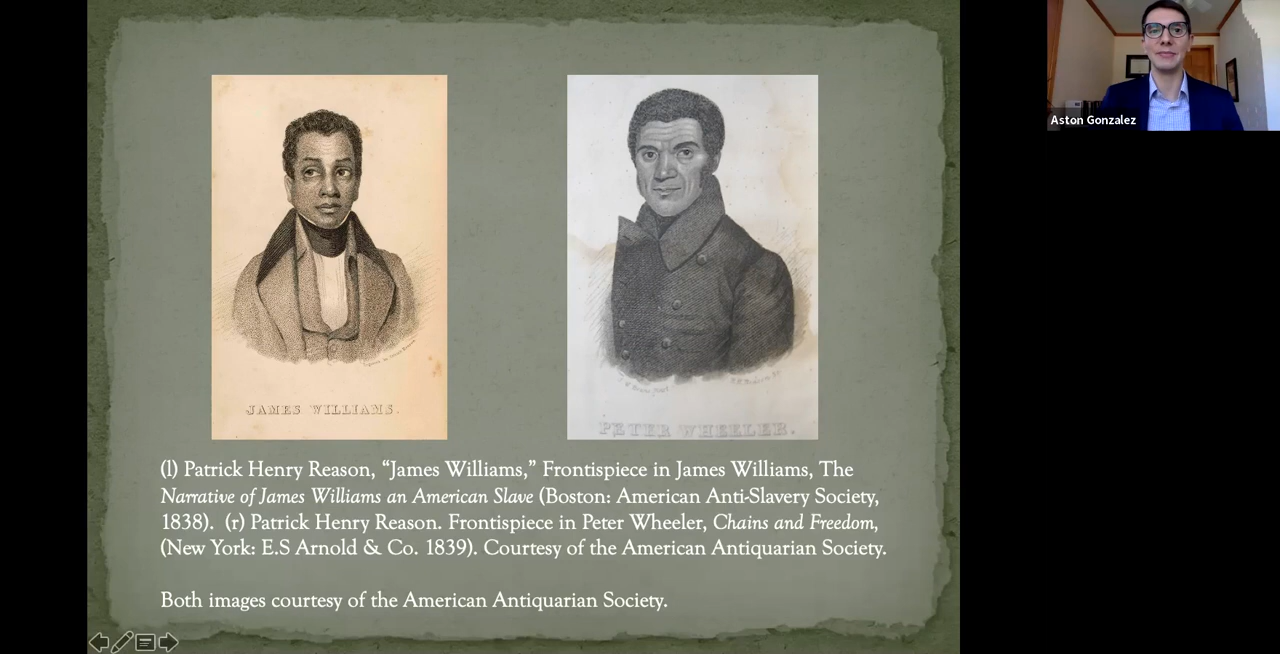 Aston Gonzalez
JAMES WILLIAMS.
PETER WHEELER.
(l) Patrick Henry Reason, “James Williams,” Frontispiece in James Williams, The
Narrative of James Williams an American Slave (Boston: American Anti-Slavery Society,
1838).  (r) Patrick Henry Reason. Frontispiece in Peter Wheeler, Chains and Freedom,
(New York: E.S Arnold & Co. 1839). Courtesy of the American Antiquarian Society.
Both images courtesy of the American Antiquarian Society.